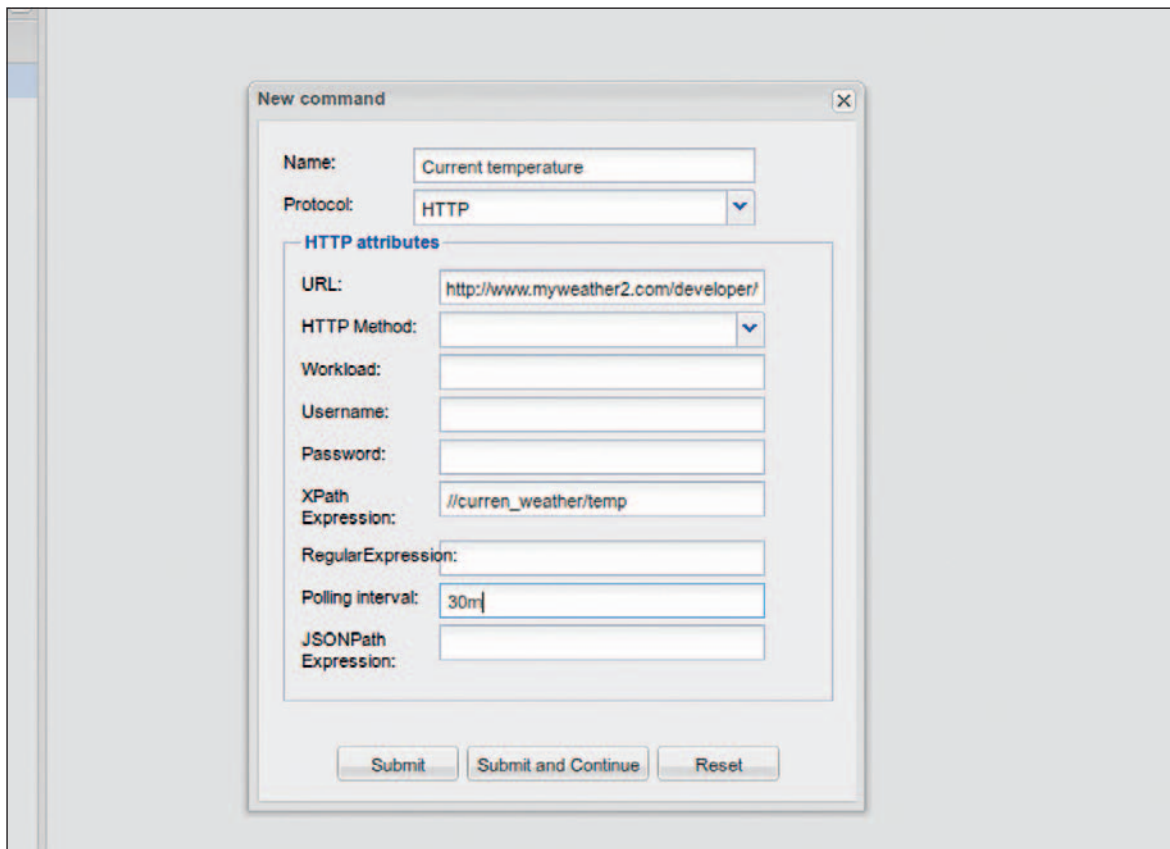 New command
Name: Current temperature
Protocol: HTTP
HTTP attributes
URL: http://www.myweather2.com/developer/
HTTP Method:
Workload:
Username:
Password:
XPath
Expression: //curren_weather/temp
RegularExpression:
Polling interval: 30m
JSONPath
Expression:
Submit Submit and Continue Reset